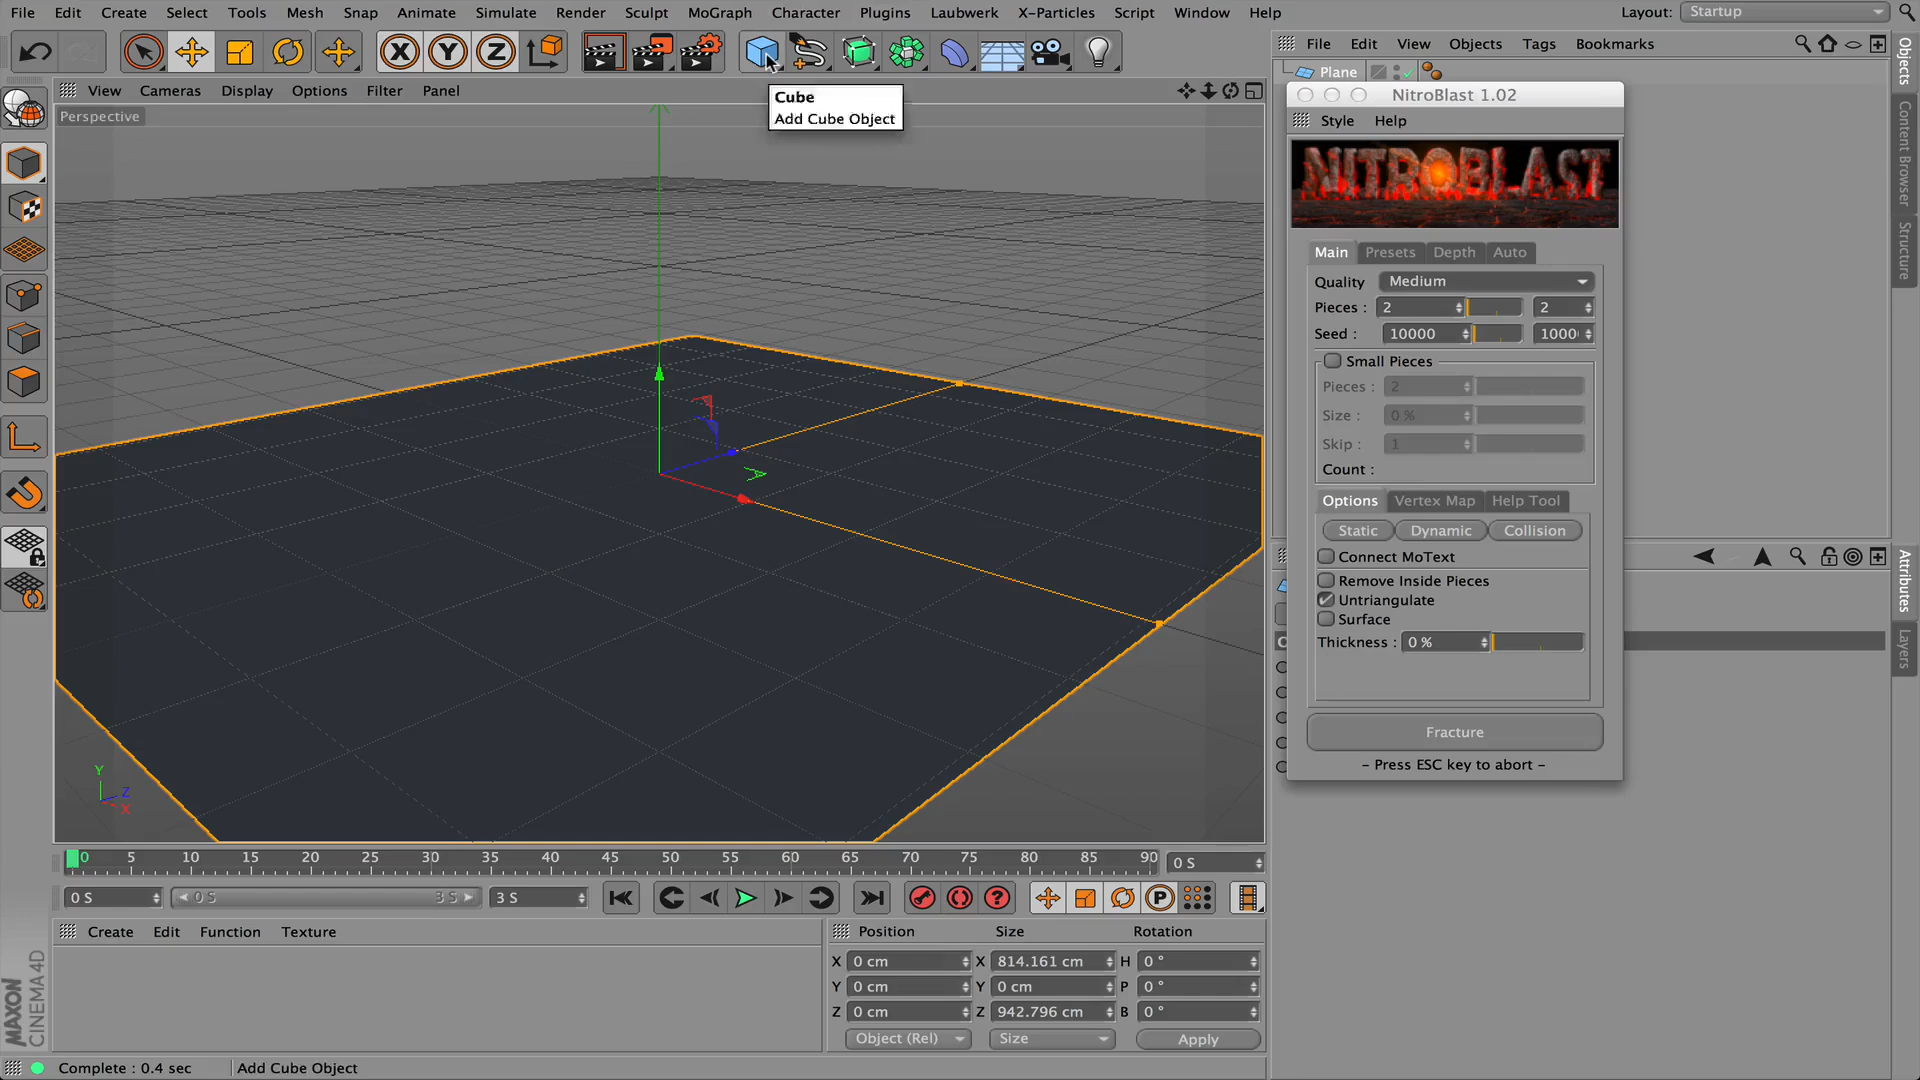 File Edit Create Select Tools Mesh Snap Animate Simulate Render Sculpt MoGraph Character Plugins Laubwerk X-Particles Script Window Help
Layout: Startup
X Y Z
File Edit View Objects Tags Bookmarks
Plane
View Cameras Display Options Filter Panel
Perspective
Cube
Add Cube Object
NitroBlast 1.02
Style Help
NITROBLAST
Main Presets Depth Auto
Quality Medium
Pieces : 2 2
Seed : 10000 1000
Small Pieces
Pieces : 2
Size : 0 %
Skip : 1
Count :
Options Vertex Map Help Tool
Static Dynamic Collision
Connect MoText
Remove Inside Pieces
Untriangulate
Surface
Thickness : 0 %
Fracture
- Press ESC key to abort -
Objects
Content Browser
Structure
Attributes
Layers
Y
Z
X
0 5 10 15 20 25 30 35 40 45 50 55 60 65 70 75 80 85 90 0 S
0 S 0 S 3 S 3 S
P
Create Edit Function Texture
Position Size Rotation
X 0 cm X 814.161 cm H 0 °
Y 0 cm Y 0 cm P 0 °
Z 0 cm Z 942.796 cm B 0 °
Object (Rel) Size Apply
MAXON
CINEMA 4D
Complete : 0.4 sec Add Cube Object